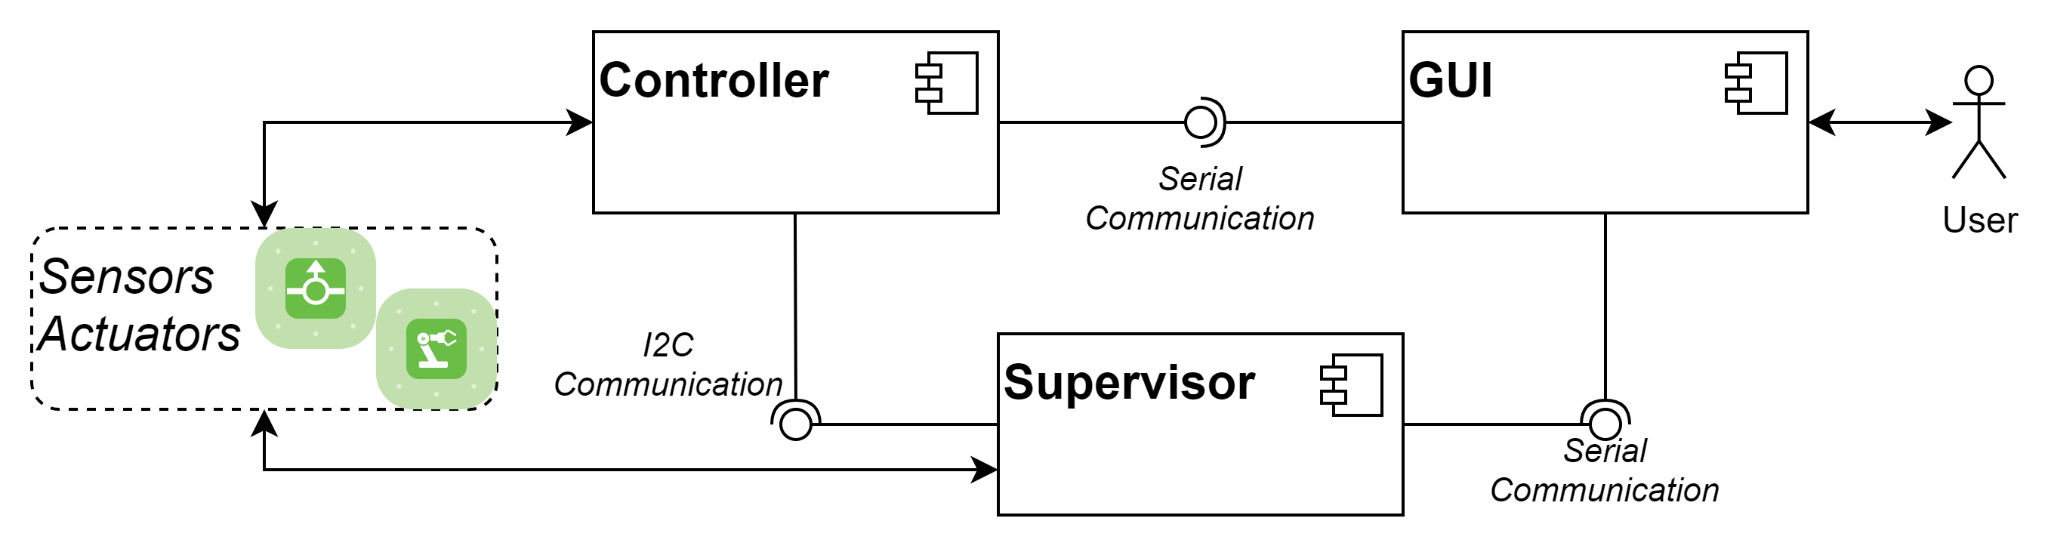 Controller
GUI
Serial
Communication
User
Sensors
Actuators
I2C
Communication
Supervisor
Serial
Communication